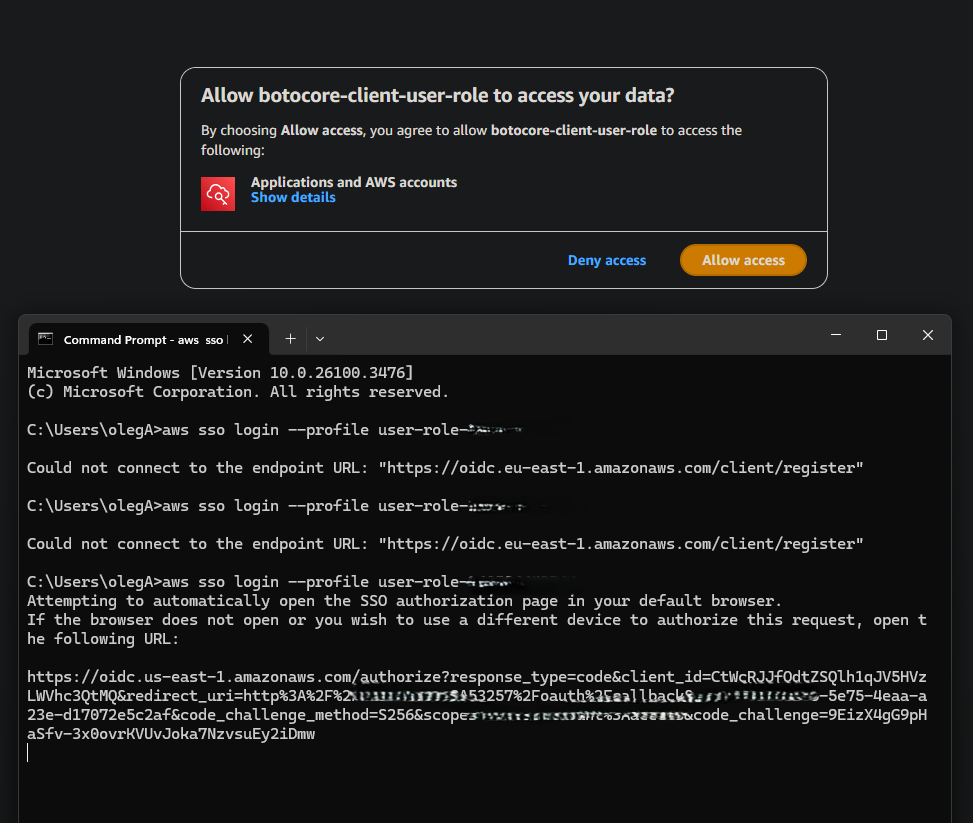 Allow botocore-client-user-role to access your data?
By choosing Allow access, you agree to allow botocore-client-user-role to access the
following:
Applications and AWS accounts
Show details
Deny access
Allow access
Command Prompt - aws sso l
Microsoft Windows [Version 10.0.26100.3476]
(c) Microsoft Corporation. All rights reserved.
C:\Users\olegA>aws sso login --profile user-role-
Could not connect to the endpoint URL: "https://oidc.eu-east-1.amazonaws.com/client/register"
C:\Users\olegA>aws sso login --profile user-role-
Could not connect to the endpoint URL: "https://oidc.eu-east-1.amazonaws.com/client/register"
C:\Users\olegA>aws sso login --profile user-role-
Attempting to automatically open the SSO authorization page in your default browser.
If the browser does not open or you wish to use a different device to authorize this request, open t
he following URL:
https://oidc.us-east-1.amazonaws.com/authorize?response_type=code&client_id=CtWcRJJfOdtZSQlh1qJV5HVz
LWVhc3QtMQ&redirect_uri=http%3A%2F%2 53257%2Foauth%2Fcallback& -5e75-4eaa-a
23e-d17072e5c2af&code_challenge_method=S256&scope &code_challenge=9EizX4gG9pH
aSfv-3x0ovrKVUvJoka7NzvsuEy2iDmw